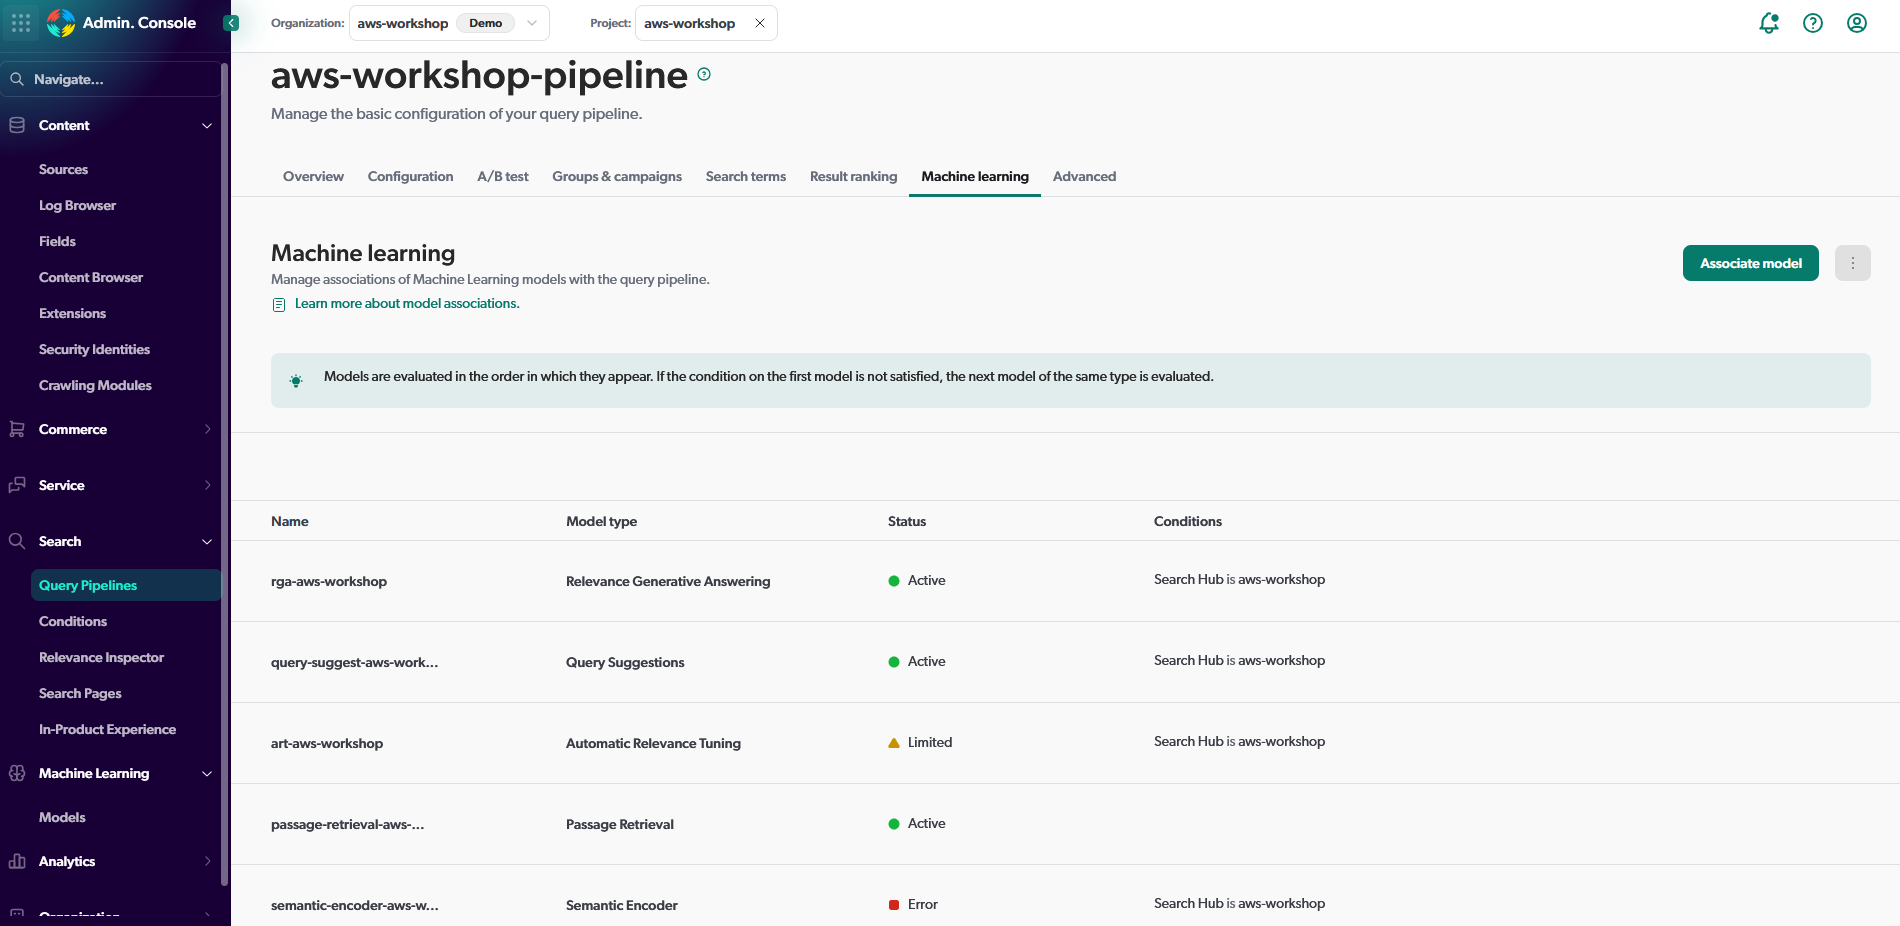 Admin. Console
Organization: aws-workshop Demo
Project: aws-workshop
Navigate...
Content
Sources
Log Browser
Fields
Content Browser
Extensions
Security Identities
Crawling Modules
Commerce
Service
Search
Query Pipelines
Conditions
Relevance Inspector
Search Pages
In-Product Experience
Machine Learning
Models
Analytics
Organization
aws-workshop-pipeline
Manage the basic configuration of your query pipeline.
Overview Configuration A/B test Groups & campaigns Search terms Result ranking Machine learning Advanced
Machine learning
Manage associations of Machine Learning models with the query pipeline.
Learn more about model associations.
Associate model
Models are evaluated in the order in which they appear. If the condition on the first model is not satisfied, the next model of the same type is evaluated.
Name Model type Status Conditions
rga-aws-workshop Relevance Generative Answering Active Search Hub is aws-workshop
query-suggest-aws-work... Query Suggestions Active Search Hub is aws-workshop
art-aws-workshop Automatic Relevance Tuning Limited Search Hub is aws-workshop
passage-retrieval-aws-... Passage Retrieval Active
semantic-encoder-aws-w... Semantic Encoder Error Search Hub is aws-workshop